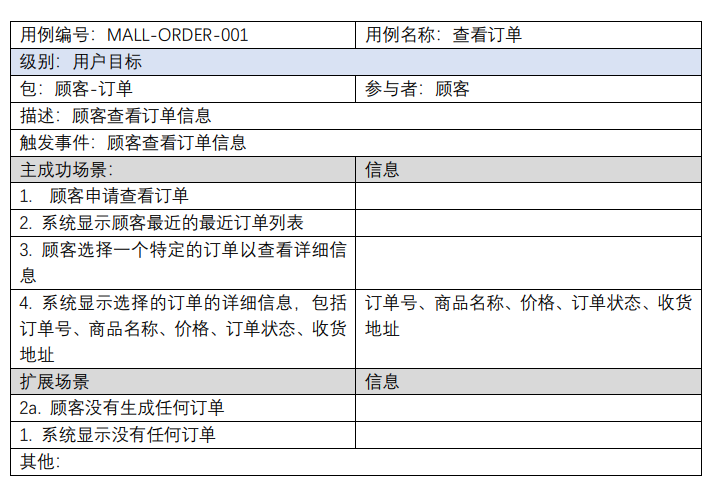 用例编号：MALL-ORDER-001 用例名称：查看订单
级别：用户目标
包：顾客-订单 参与者：顾客
描述：顾客查看订单信息
触发事件：顾客查看订单信息
主成功场景： 信息
1. 顾客申请查看订单
2. 系统显示顾客最近的最近订单列表
3. 顾客选择一个特定的订单以查看详细信
息
4. 系统显示选择的订单的详细信息，包括
订单号、商品名称、价格、订单状态、收货
地址
订单号、商品名称、价格、订单状态、收货
地址
扩展场景 信息
2a. 顾客没有生成任何订单
1. 系统显示没有任何订单
其他：